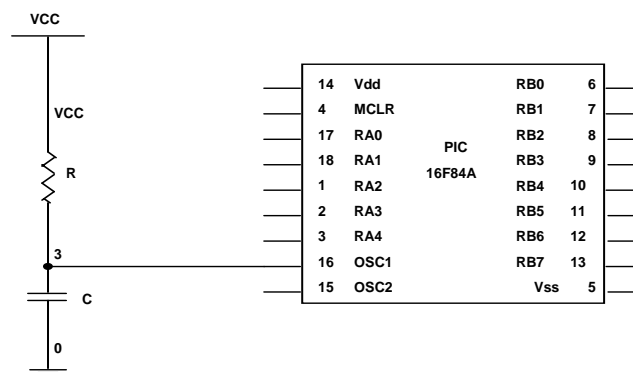 VCC
VCC
R
3
C
0
14 Vdd RB0 6
4 MCLR RB1 7
17 RA0 RB2 8
PIC
18 RA1 RB3 9
16F84A
1 RA2 RB4 10
2 RA3 RB5 11
3 RA4 RB6 12
16 OSC1 RB7 13
15 OSC2 Vss 5